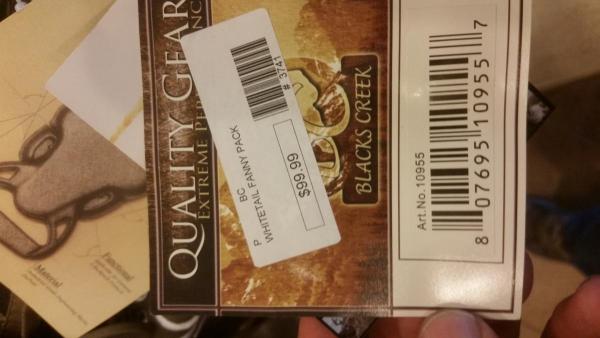 QUALITY GEAR
EXTREME
BLACKS CREEK
# 3741
BC
P
WHITETAIL FANNY PACK
$99.99
Art.No.10955
8 07695 10955 7
Material
Functional